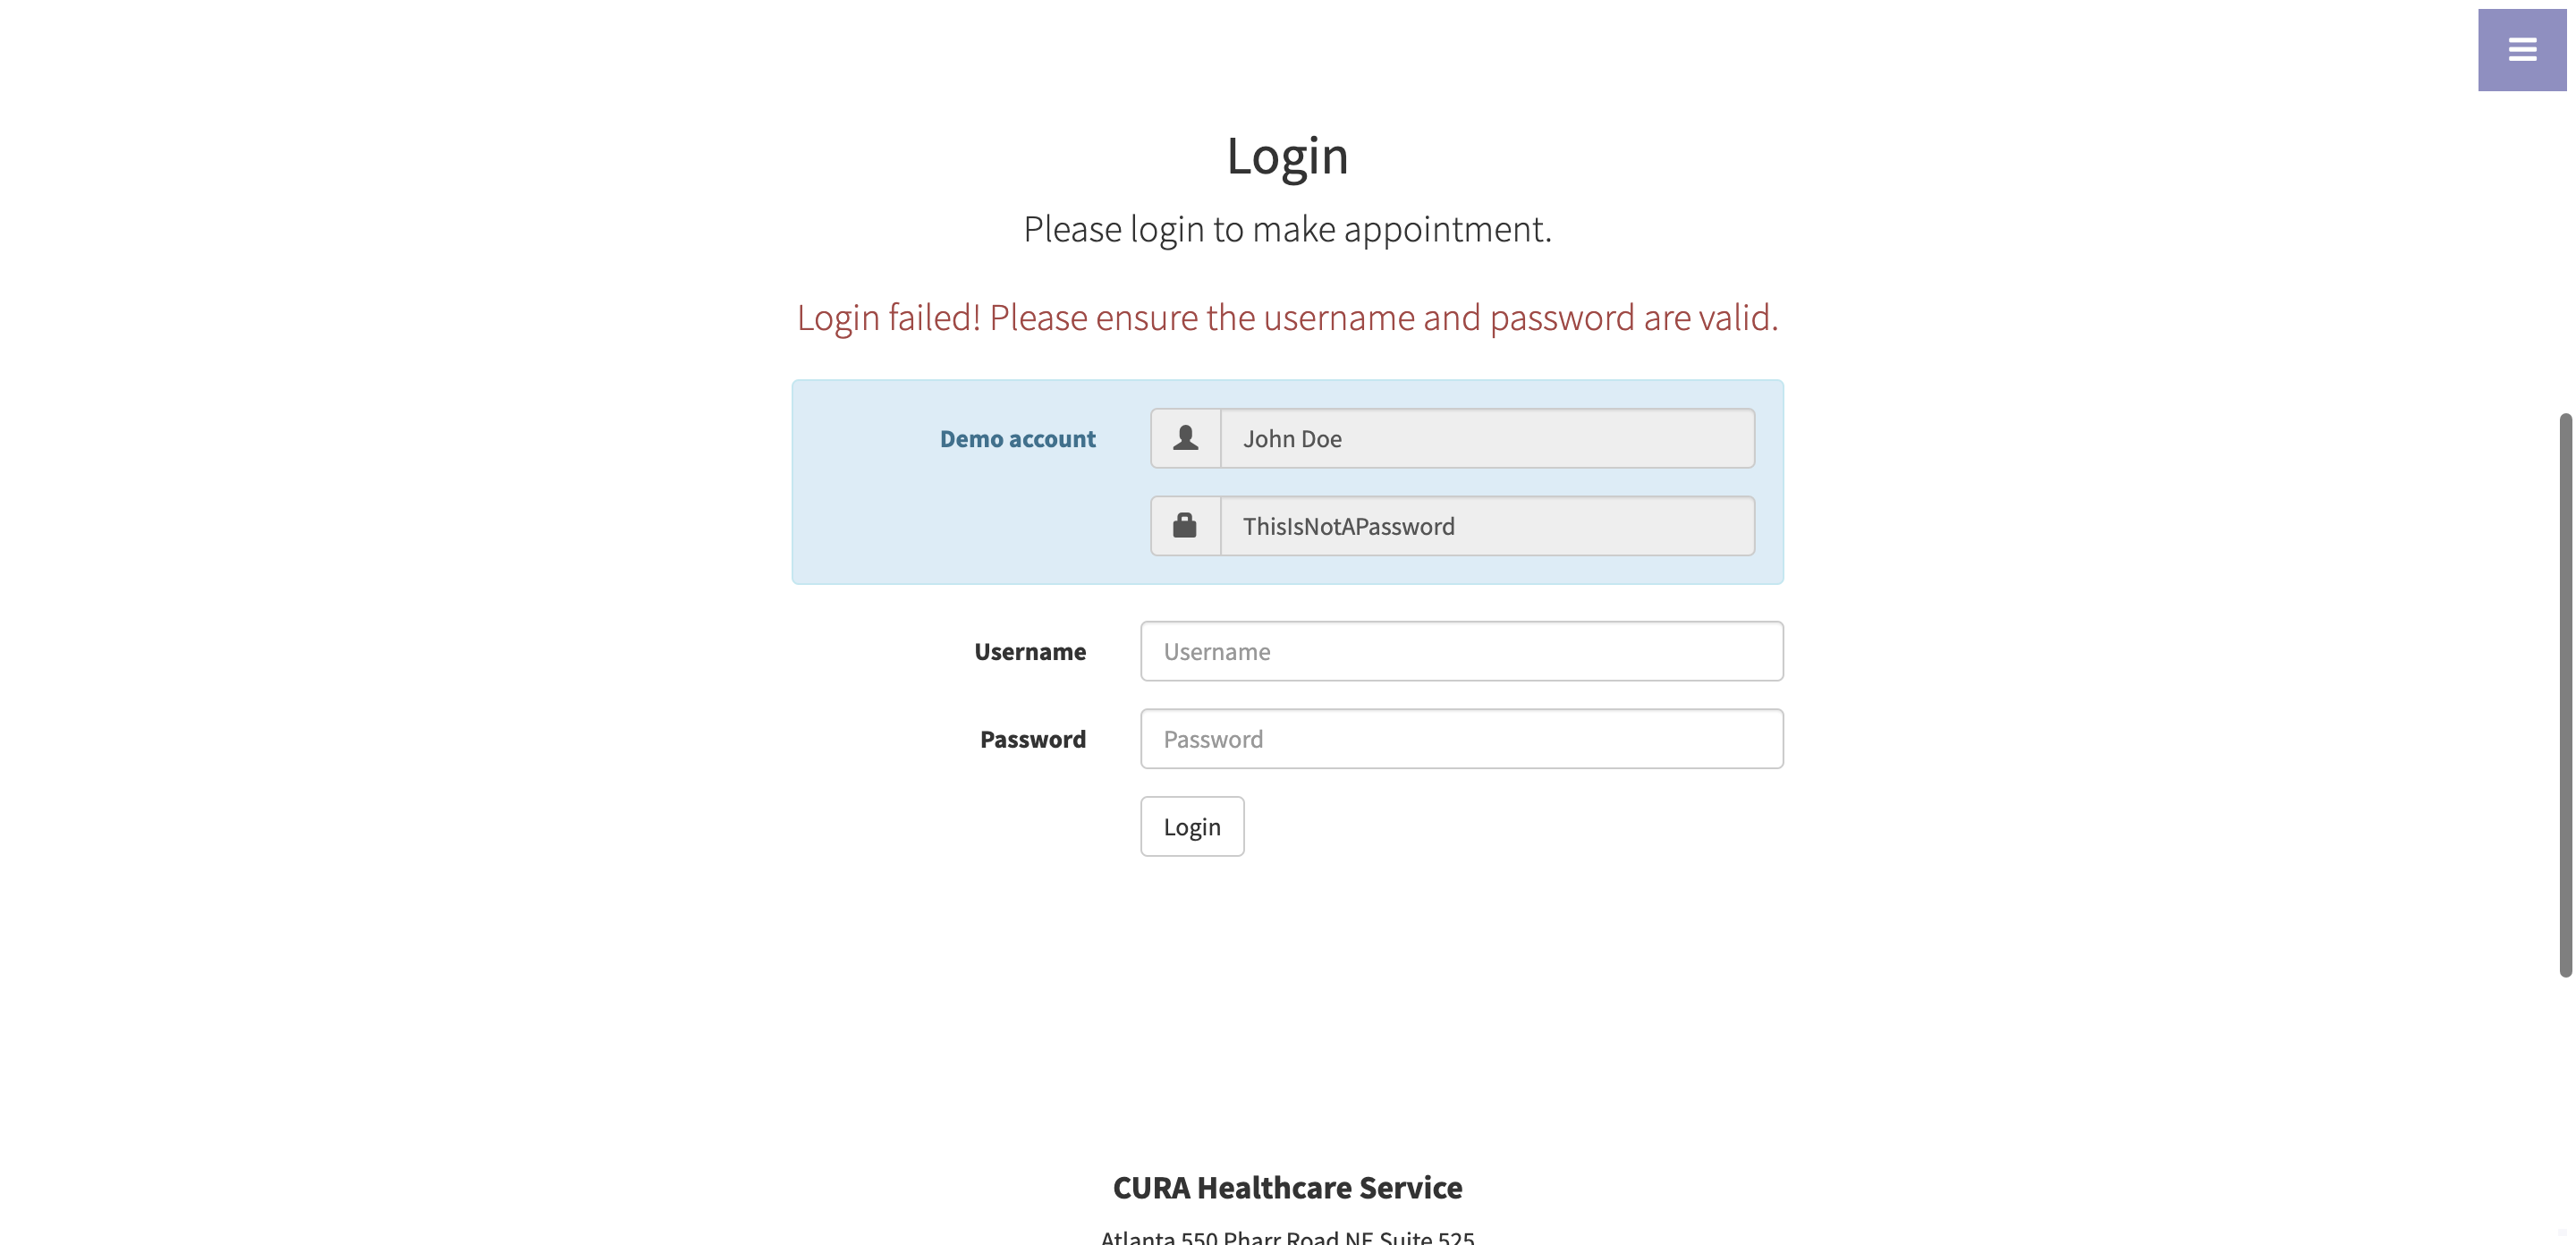 Login
Please login to make appointment.
Login failed! Please ensure the username and password are valid.
Demo account
John Doe
ThisIsNotAPassword
Username
Username
Password
Password
Login
CURA Healthcare Service
Atlanta 550 Pharr Road NE Suite 525